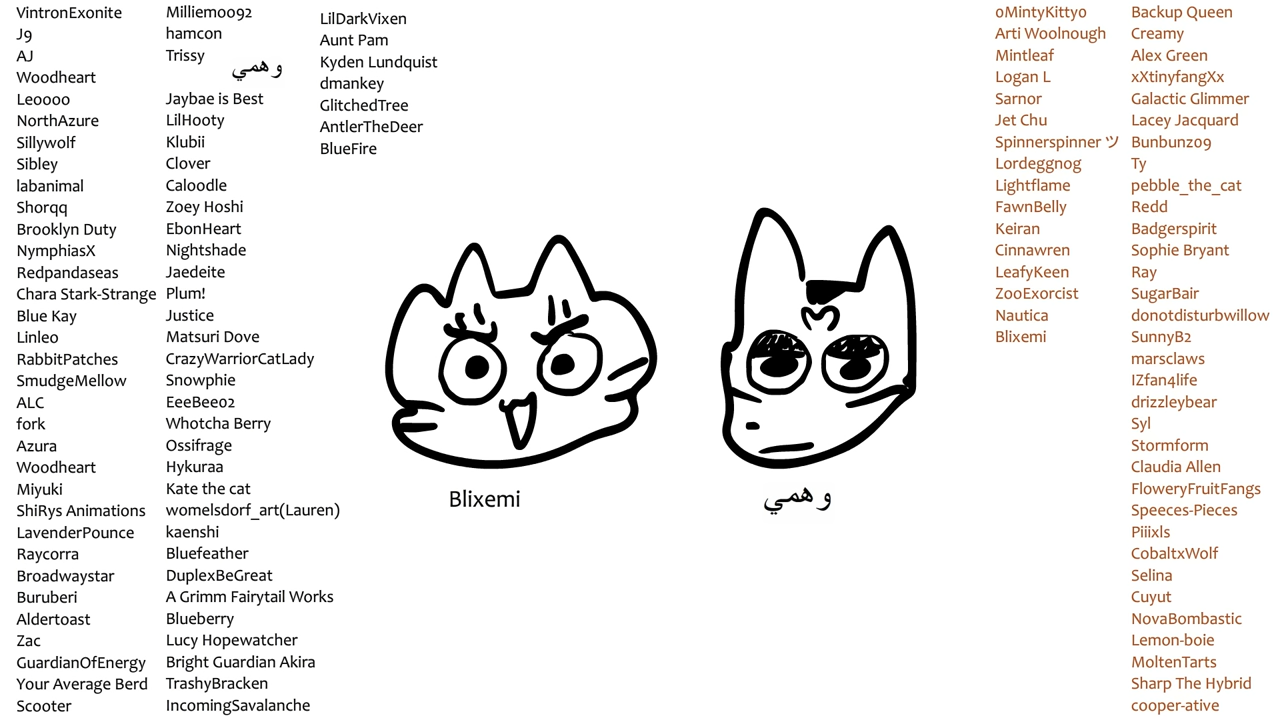 VintronExonite
J9
AJ
Woodheart
Leoooo
NorthAzure
Sillywolf
Sibley
labanimal
Shorqq
Brooklyn Duty
NymphiasX
Redpandaseas
Chara Stark-Strange
Blue Kay
Linleo
RabbitPatches
SmudgeMellow
ALC
fork
Azura
Woodheart
Miyuki
ShiRys Animations
LavenderPounce
Raycorra
Broadwaystar
Buruberi
Aldertoast
Zac
GuardianOfEnergy
Your Average Berd
Scooter
Milliemoo92
hamcon
Trissy
وهمي
Jaybae is Best
LilHooty
Klubii
Clover
Caloodle
Zoey Hoshi
EbonHeart
Nightshade
Jaedeite
Plum!
Justice
Matsuri Dove
CrazyWarriorCatLady
Snowphie
EeeBee02
Whotcha Berry
Ossifrage
Hykuraa
Kate the cat
womelsdorf_art(Lauren)
kaenshi
Bluefeather
DuplexBeGreat
A Grimm Fairytail Works
Blueberry
Lucy Hopewatcher
Bright Guardian Akira
TrashyBracken
IncomingSavalanche
LilDarkVixen
Aunt Pam
Kyden Lundquist
dmankey
GlitchedTree
AntlerTheDeer
BlueFire
Blixemi
وهمي
0MintyKitty0
Arti Woolnough
Mintleaf
Logan L
Sarnor
Jet Chu
Spinnerspinner ツ
Lordeggnog
Lightflame
FawnBelly
Keiran
Cinnawren
LeafyKeen
ZooExorcist
Nautica
Blixemi
Backup Queen
Creamy
Alex Green
xXtinyfangXx
Galactic Glimmer
Lacey Jacquard
Bunbunz09
Ty
pebble_the_cat
Redd
Badgerspirit
Sophie Bryant
Ray
SugarBair
donotdisturbwillow
SunnyB2
marsclaws
IZfan4life
drizzleybear
Syl
Stormform
Claudia Allen
FloweryFruitFangs
Speeces-Pieces
Piiixls
CobaltxWolf
Selina
Cuyut
NovaBombastic
Lemon-boie
MoltenTarts
Sharp The Hybrid
cooper-ative